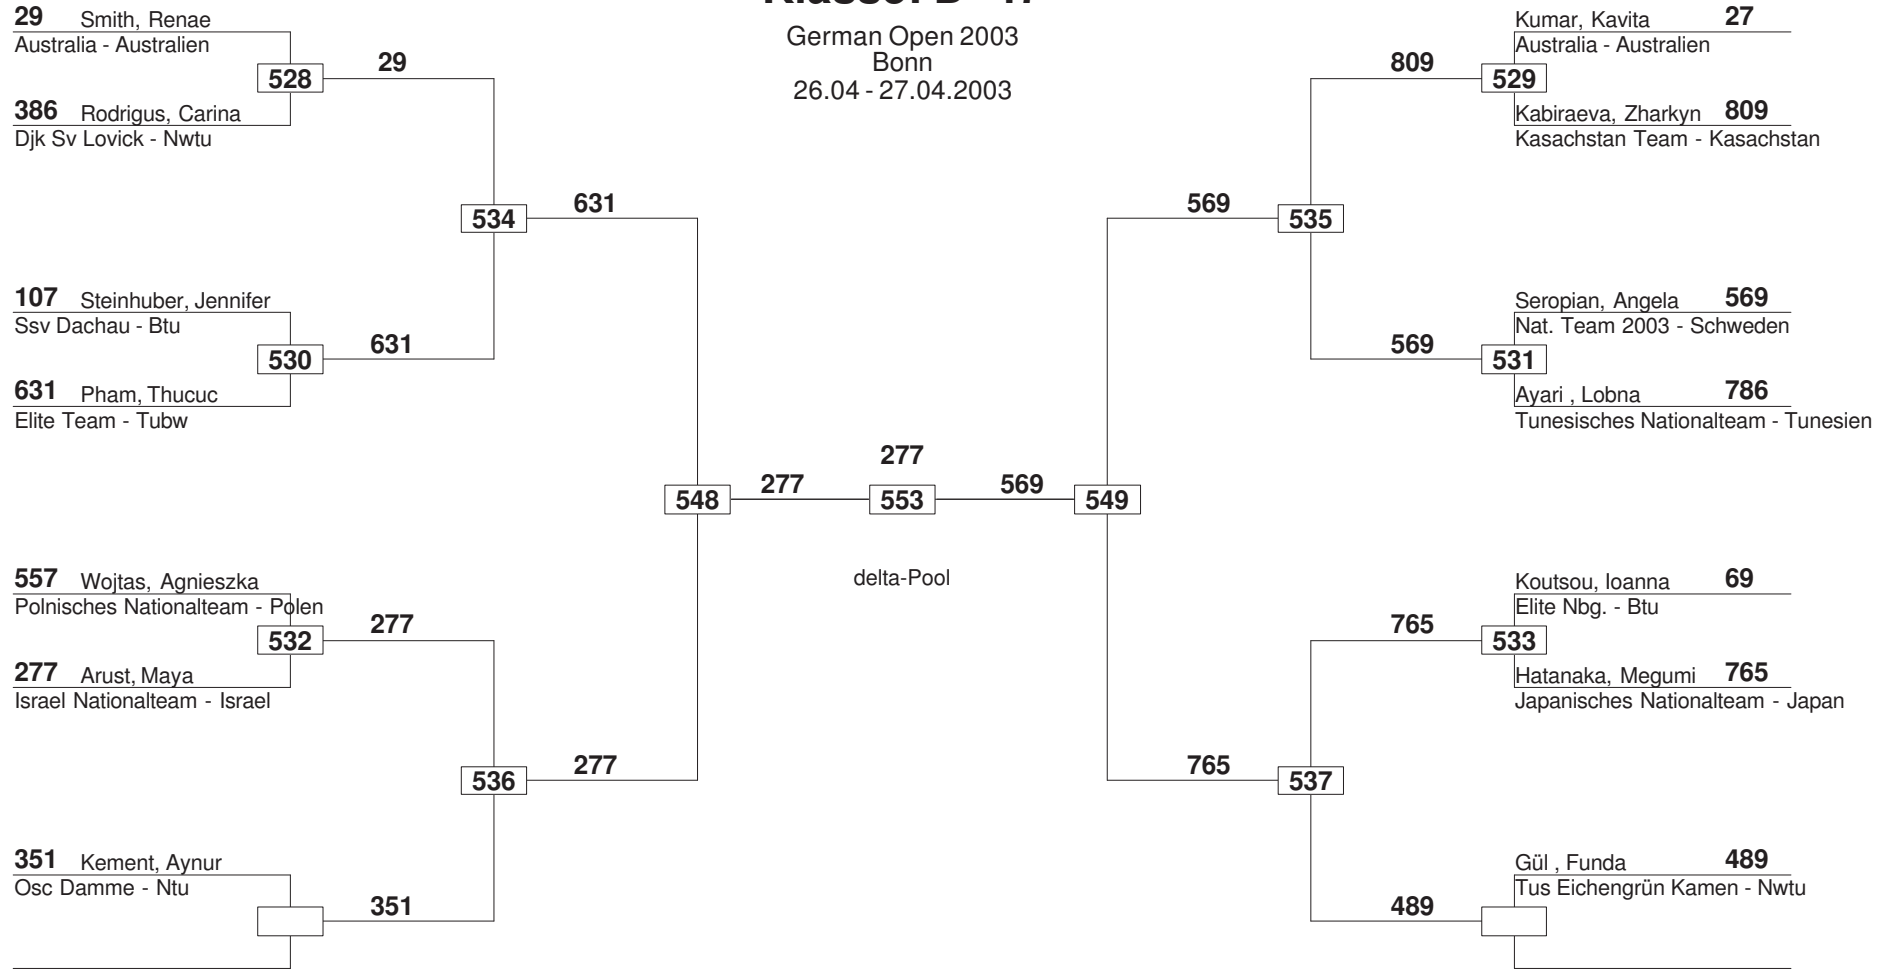 German Open 2003
Bonn
26.04 - 27.04.2003
29 Smith, Renae
Australia - Australien
528
29
386 Rodrigus, Carina
Djk Sv Lovick - Nwtu
534
631
107 Steinhuber, Jennifer
Ssv Dachau - Btu
530
631
631 Pham, Thucuc
Elite Team - Tubw
548
277
557 Wojtas, Agnieszka
Polnisches Nationalteam - Polen
532
277
277 Arust, Maya
Israel Nationalteam - Israel
536
277
351 Kement, Aynur
Osc Damme - Ntu
351
277
553
delta-Pool
Kumar, Kavita 27
Australia - Australien
809
529
Kabiraeva, Zharkyn 809
Kasachstan Team - Kasachstan
569
535
Seropian, Angela 569
Nat. Team 2003 - Schweden
569
531
Ayari , Lobna 786
Tunesisches Nationalteam - Tunesien
569
549
Koutsou, Ioanna 69
Elite Nbg. - Btu
765
533
Hatanaka, Megumi 765
Japanisches Nationalteam - Japan
765
537
Gül , Funda 489
Tus Eichengrün Kamen - Nwtu
489